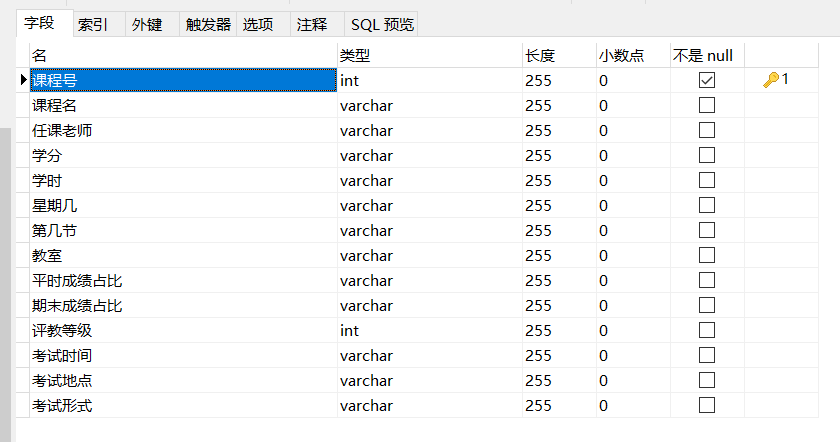 字段 索引 外键 触发器 选项 注释 SQL 预览
名 类型 长度 小数点 不是 null
课程号 int 255 0 1
课程名 varchar 255 0
任课老师 varchar 255 0
学分 varchar 255 0
学时 varchar 255 0
星期几 varchar 255 0
第几节 varchar 255 0
教室 varchar 255 0
平时成绩占比 varchar 255 0
期末成绩占比 varchar 255 0
评教等级 int 255 0
考试时间 varchar 255 0
考试地点 varchar 255 0
考试形式 varchar 255 0